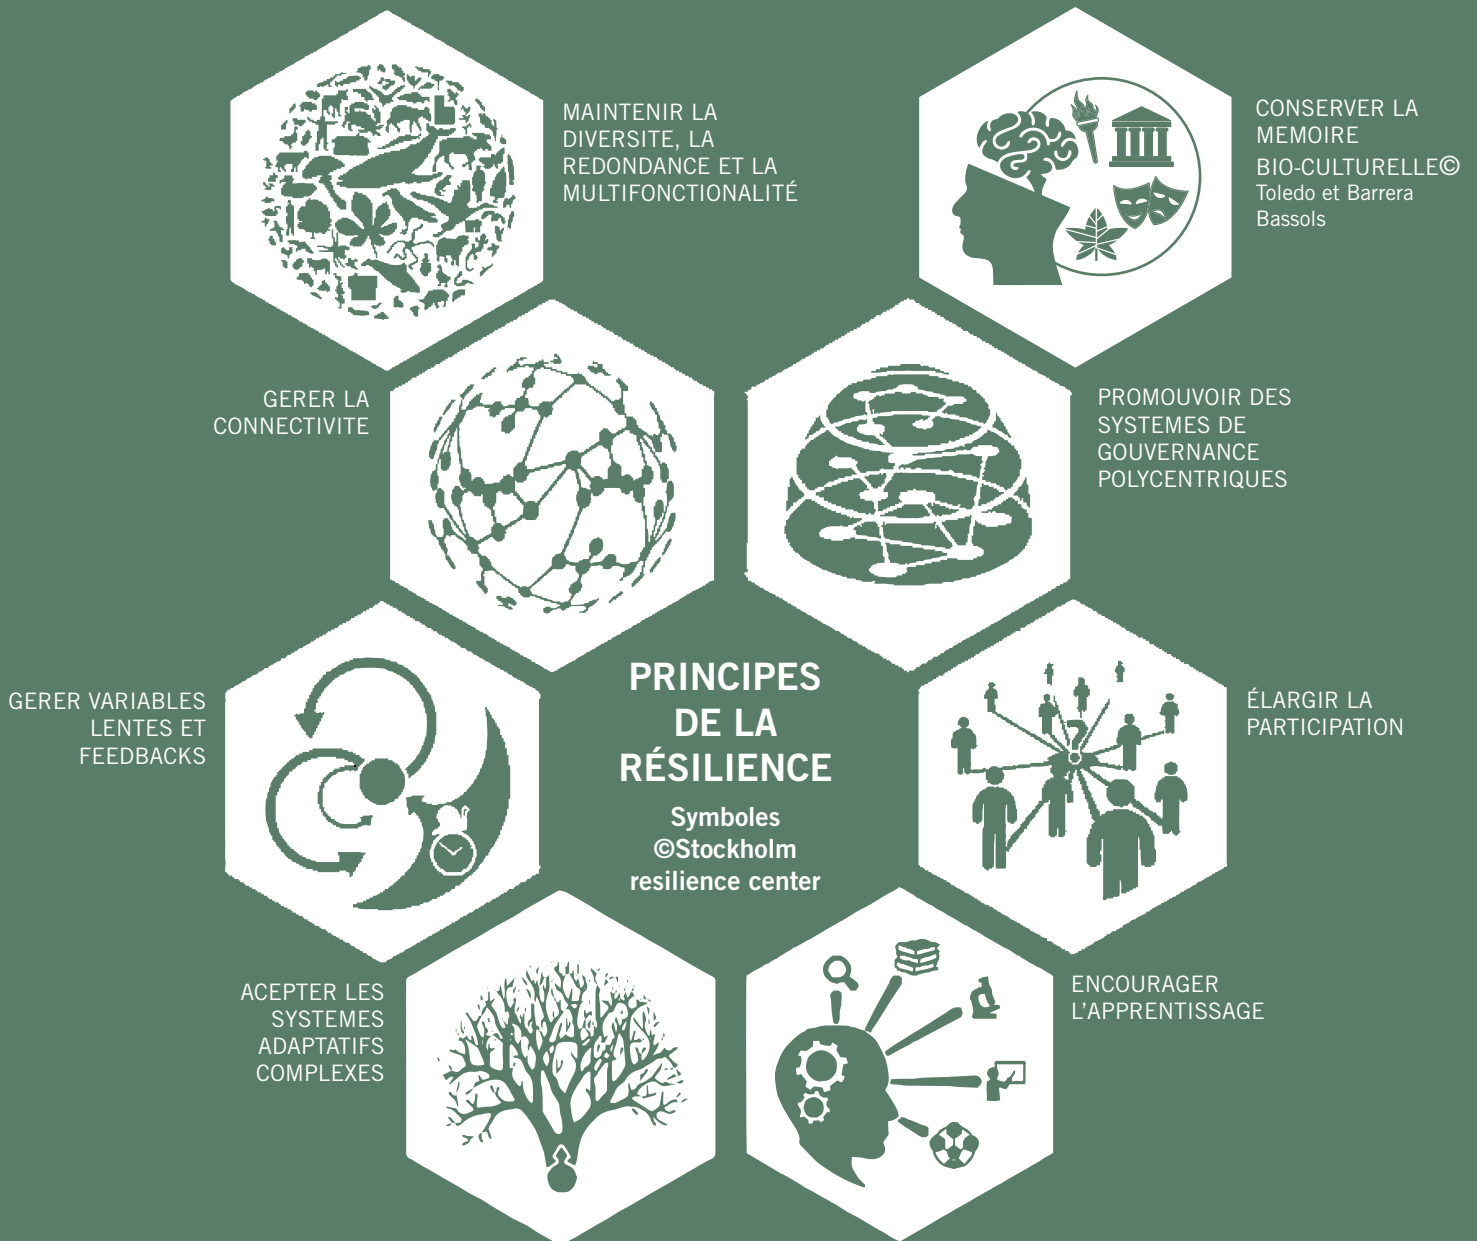 MAINTENIR LA
DIVERSITE, LA
REDONDANCE ET LA
MULTIFONCTIONALITÉ
CONSERVER LA
MEMOIRE
BIO-CULTURELLE©
Toledo et Barrera
Bassols
GERER LA
CONNECTIVITE
PROMOUVOIR DES
SYSTEMES DE
GOUVERNANCE
POLYCENTRIQUES
GERER VARIABLES
LENTES ET
FEEDBACKS
PRINCIPES
DE LA
RÉSILIENCE
Symboles
©Stockholm
resilience center
ÉLARGIR LA
PARTICIPATION
?
ACEPTER LES
SYSTEMES
ADAPTATIFS
COMPLEXES
ENCOURAGER
L'APPRENTISSAGE